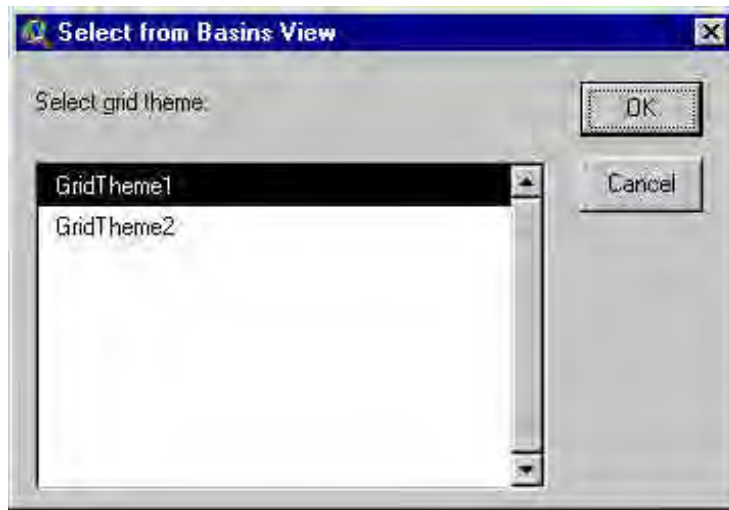 Select from Basins View
Select grid theme:
OK
GridTheme1
Cancel
GridTheme2